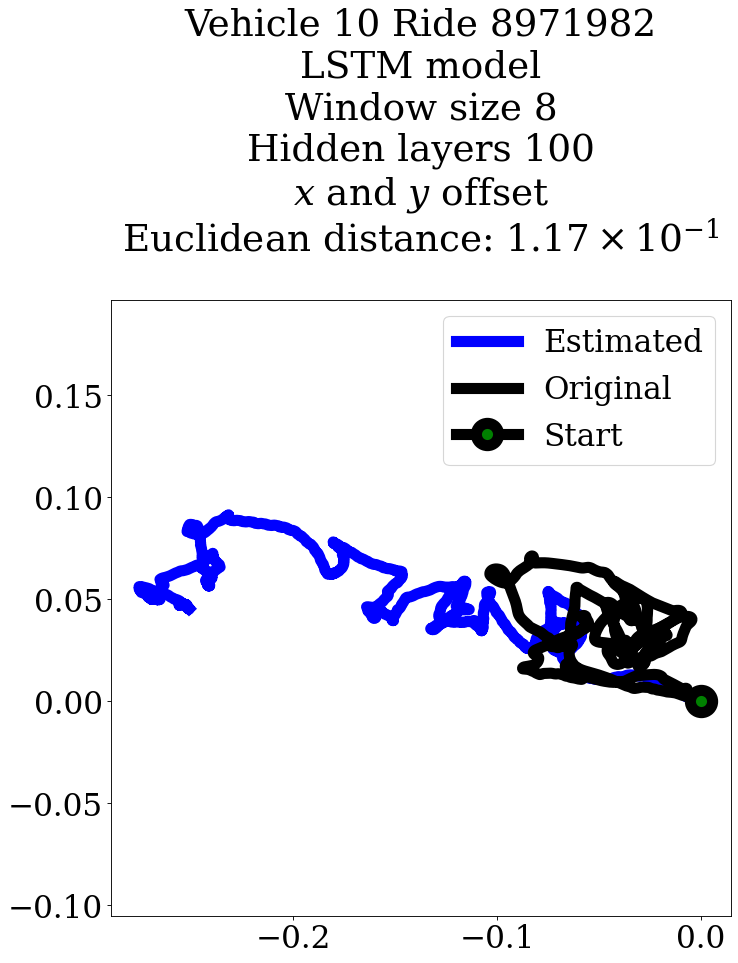 Vehicle 10 Ride 8971982
LSTM model
Window size 8
Hidden layers 100
x and y offset
Euclidean distance: 1.17 × 10⁻¹
Estimated
Original
Start
0.15
0.10
0.05
0.00
−0.05
−0.10
−0.2
−0.1
0.0